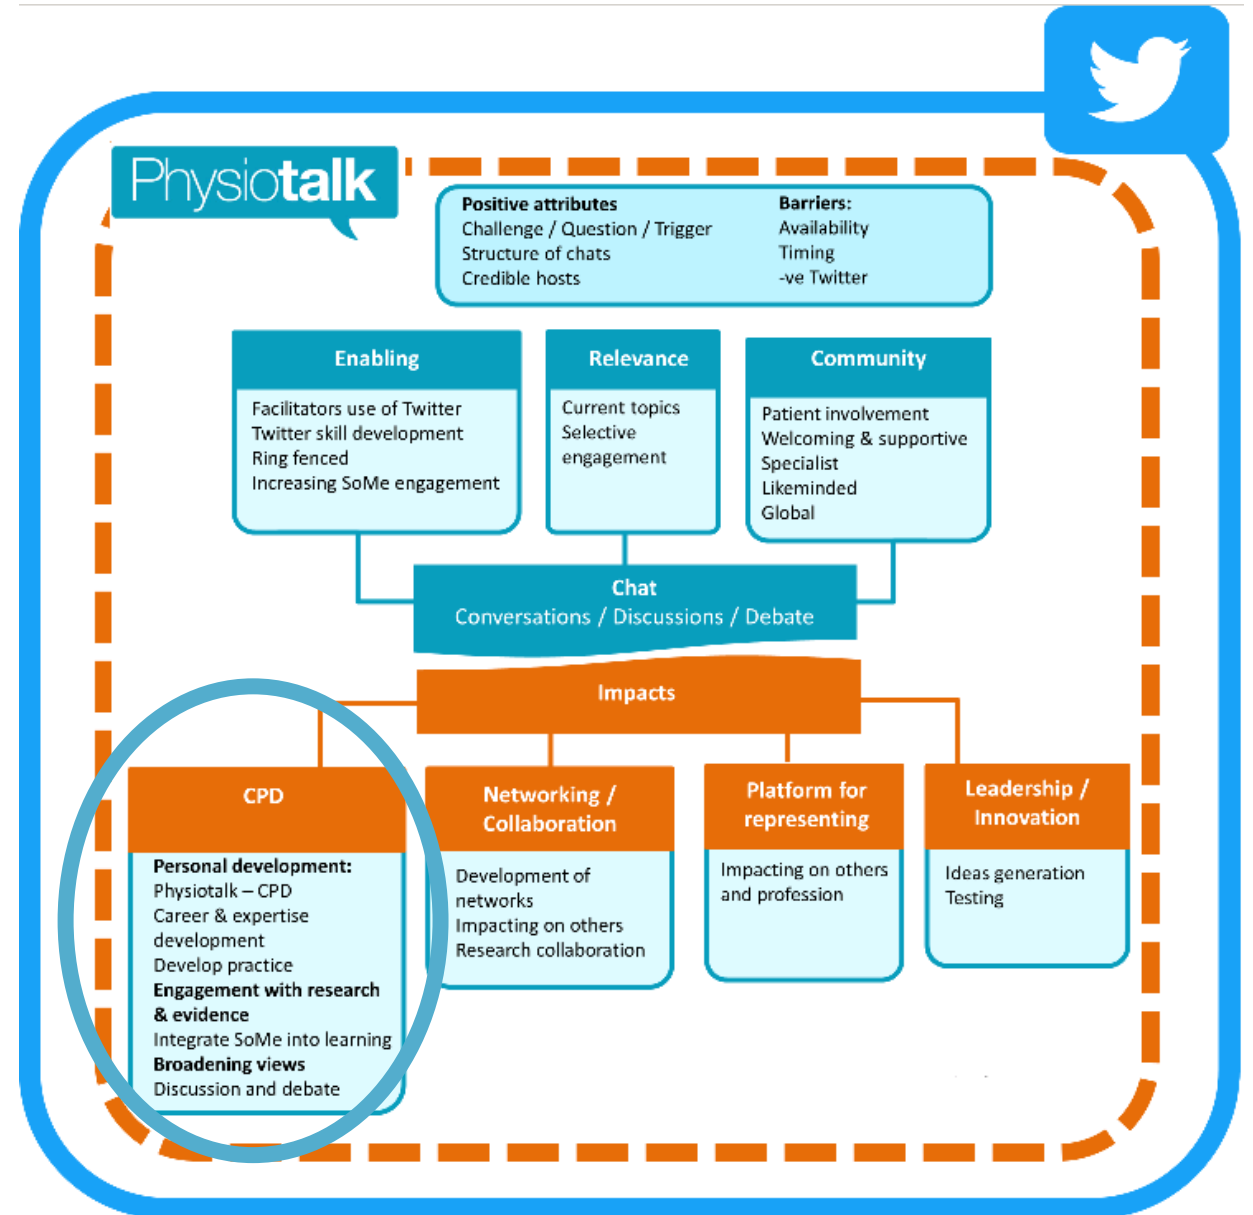 Physiotalk
Positive attributes
Challenge / Question / Trigger
Structure of chats
Credible hosts
Barriers:
Availability
Timing
-ve Twitter
Enabling
Facilitators use of Twitter
Twitter skill development
Ring fenced
Increasing SoMe engagement
Relevance
Current topics
Selective
engagement
Community
Patient involvement
Welcoming & supportive
Specialist
Likeminded
Global
Chat
Conversations / Discussions / Debate
Impacts
CPD
Personal development:
Physiotalk – CPD
Career & expertise
development
Develop practice
Engagement with research
& evidence
Integrate SoMe into learning
Broadening views
Discussion and debate
Networking /
Collaboration
Development of
networks
Impacting on others
Research collaboration
Platform for
representing
Impacting on others
and profession
Leadership /
Innovation
Ideas generation
Testing